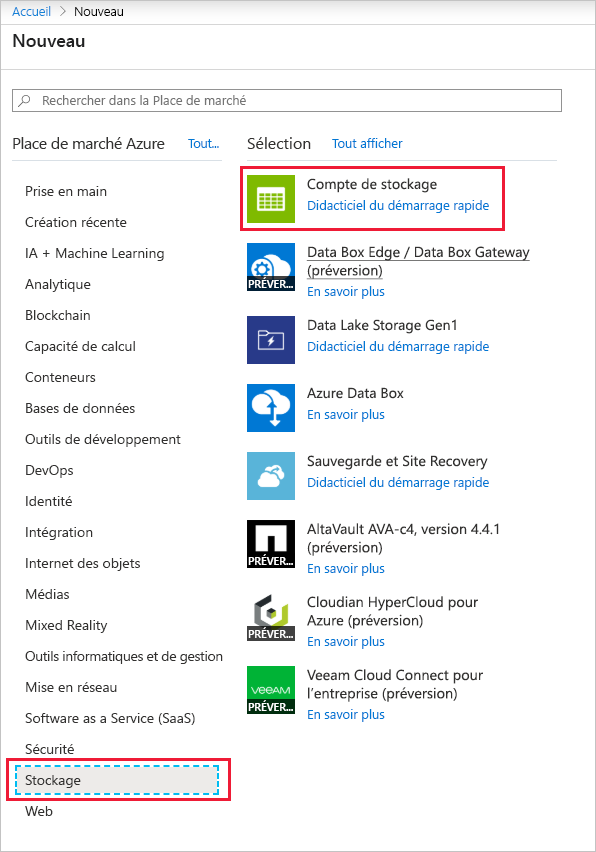 Accueil > Nouveau
Nouveau
Rechercher dans la Place de marché
Place de marché Azure Tout...
Prise en main
Création récente
IA + Machine Learning
Analytique
Blockchain
Capacité de calcul
Conteneurs
Bases de données
Outils de développement
DevOps
Identité
Intégration
Internet des objets
Médias
Mixed Reality
Outils informatiques et de gestion
Mise en réseau
Software as a Service (SaaS)
Sécurité
Stockage
Web
Sélection Tout afficher
Compte de stockage
Didacticiel du démarrage rapide
PRÉVER...
Data Box Edge / Data Box Gateway
(préversion)
En savoir plus
Data Lake Storage Gen1
Didacticiel du démarrage rapide
Azure Data Box
En savoir plus
Sauvegarde et Site Recovery
Didacticiel du démarrage rapide
PRÉVER...
AltaVault AVA-c4, version 4.4.1
(préversion)
En savoir plus
PRÉVER...
Cloudian HyperCloud pour
Azure (préversion)
En savoir plus
veeam
PRÉVER...
Veeam Cloud Connect pour
l'entreprise (préversion)
En savoir plus